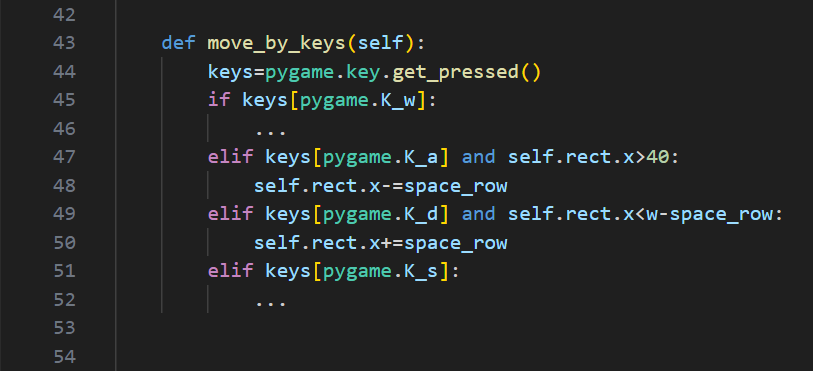 42
43 def move_by_keys(self):
44 keys=pygame.key.get_pressed()
45 if keys[pygame.K_w]:
46 ...
47 elif keys[pygame.K_a] and self.rect.x>40:
48 self.rect.x-=space_row
49 elif keys[pygame.K_d] and self.rect.x<w-space_row:
50 self.rect.x+=space_row
51 elif keys[pygame.K_s]:
52 ...
53
54